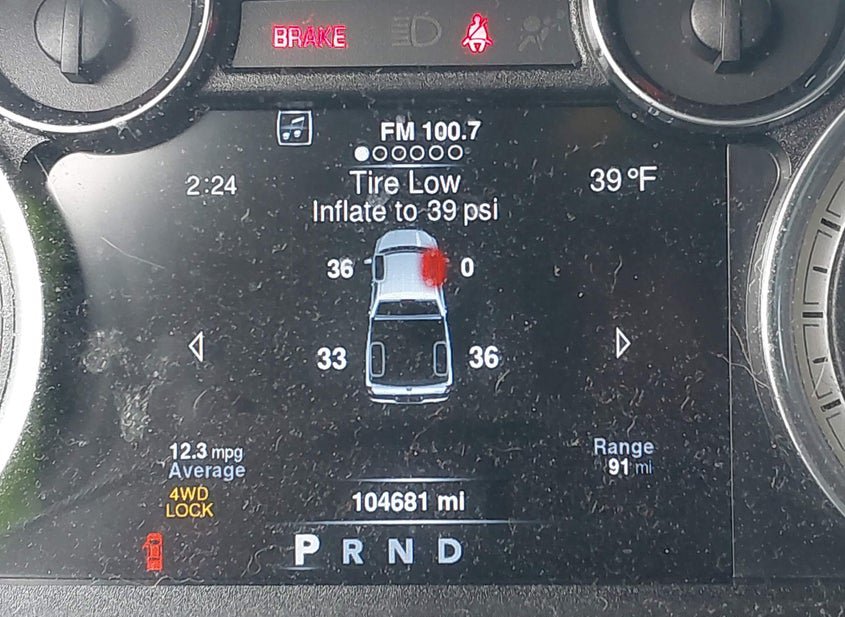 BRAKE
FM 100.7
2:24
Tire Low
39 °F
Inflate to 39 psi
36 0
33 36
12.3 mpg
Average
Range
91 mi
4WD
LOCK
104681 mi
P R N D